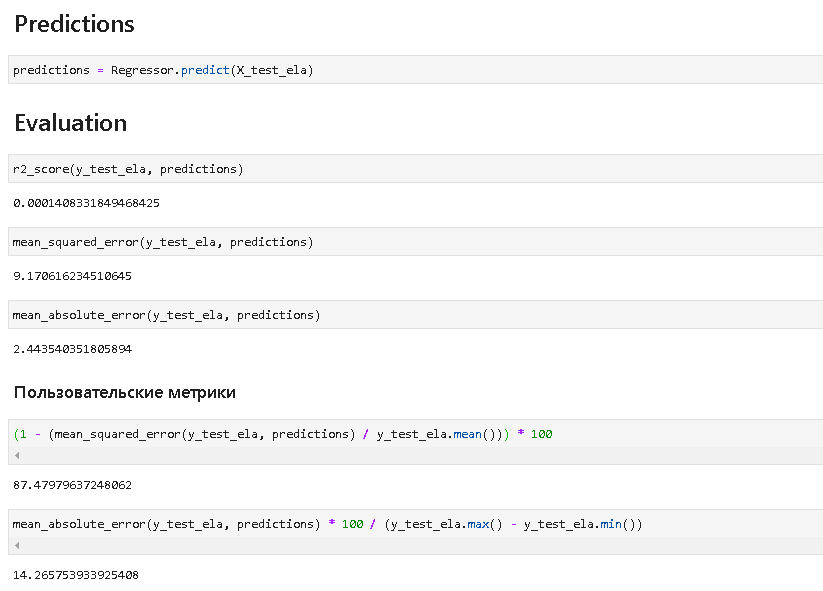 Predictions
predictions = Regressor.predict(X_test_ela)
Evaluation
r2_score(y_test_ela, predictions)
0.0001408331849468425
mean_squared_error(y_test_ela, predictions)
9.170616234510645
mean_absolute_error(y_test_ela, predictions)
2.443540351805894
Пользовательские метрики
(1 - (mean_squared_error(y_test_ela, predictions) / y_test_ela.mean())) * 100
87.47979637248062
mean_absolute_error(y_test_ela, predictions) * 100 / (y_test_ela.max() - y_test_ela.min())
14.265753933925408